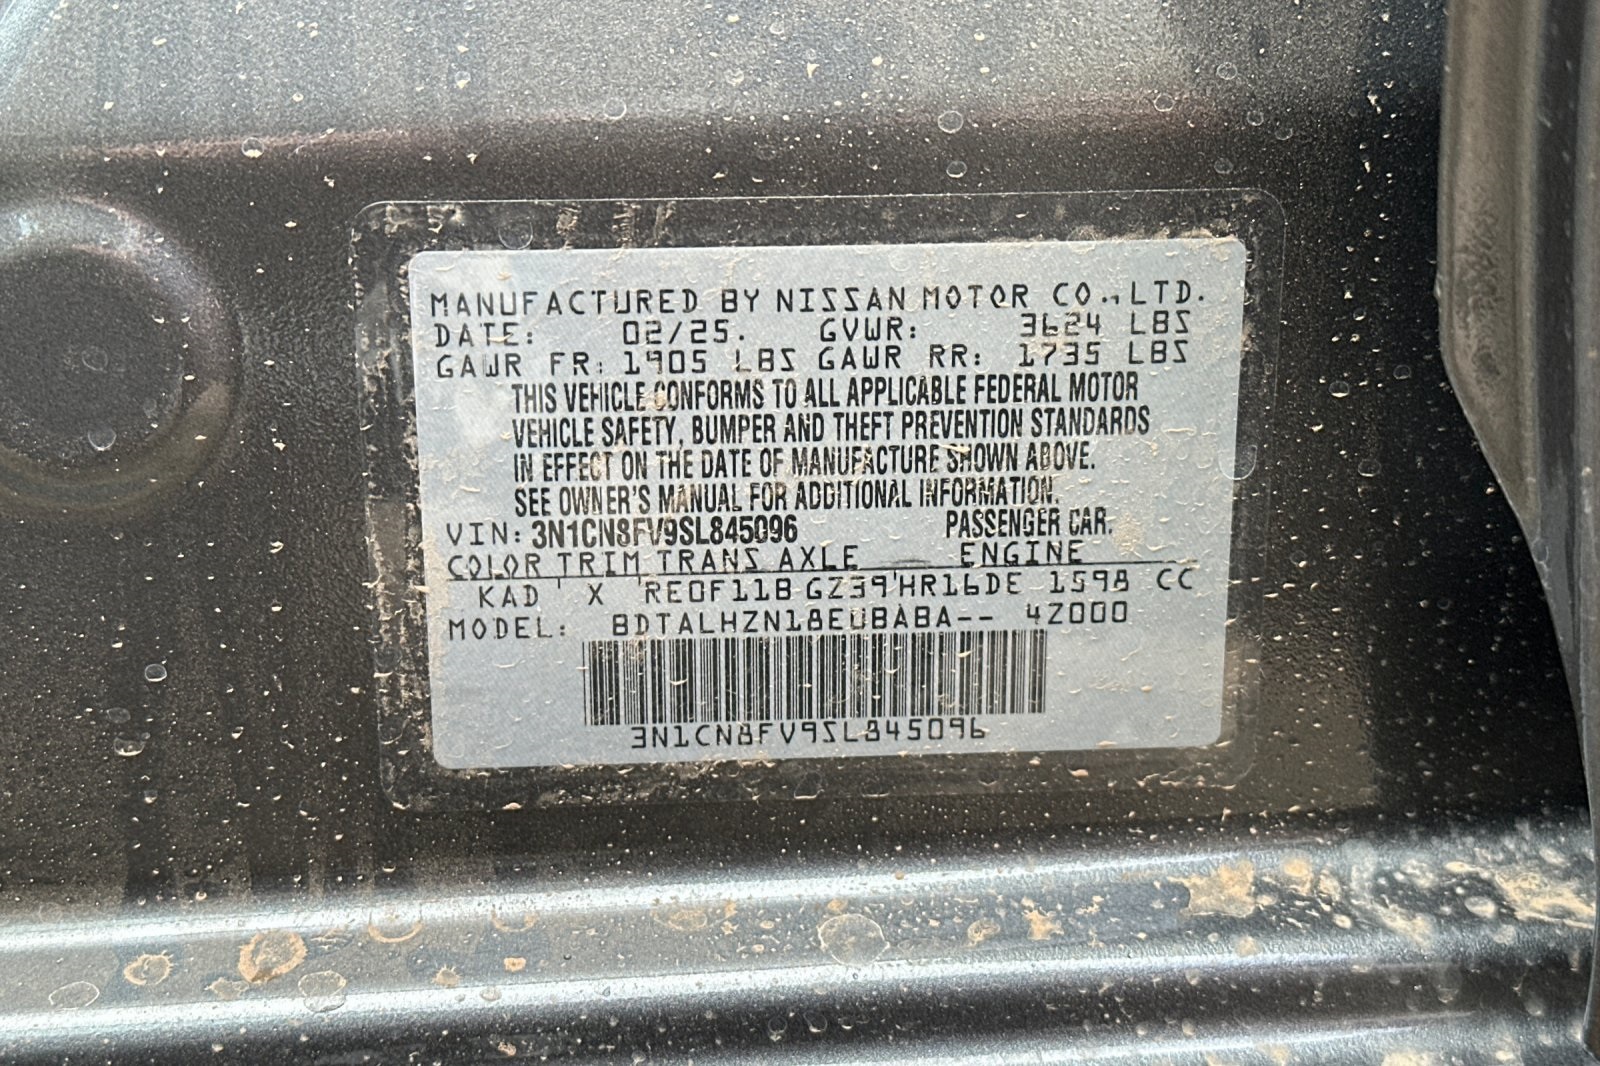 MANUFACTURED BY NISSAN MOTOR CO., LTD.
DATE: 02/25. GVWR: 3624 LBS
GAWR FR: 1905 LBS GAWR RR: 1735 LBS
THIS VEHICLE CONFORMS TO ALL APPLICABLE FEDERAL MOTOR
VEHICLE SAFETY, BUMPER AND THEFT PREVENTION STANDARDS
IN EFFECT ON THE DATE OF MANUFACTURE SHOWN ABOVE.
SEE OWNER'S MANUAL FOR ADDITIONAL INFORMATION.
VIN: 3N1CN8FV9SL845096 PASSENGER CAR.
COLOR TRIM TRANS AXLE ENGINE
KAD X RE0F11B GZ39 HR16DE 1598 CC
MODEL: BDTALHZN18EUBABA-- 4Z000
3N1CN8FV9SL845096